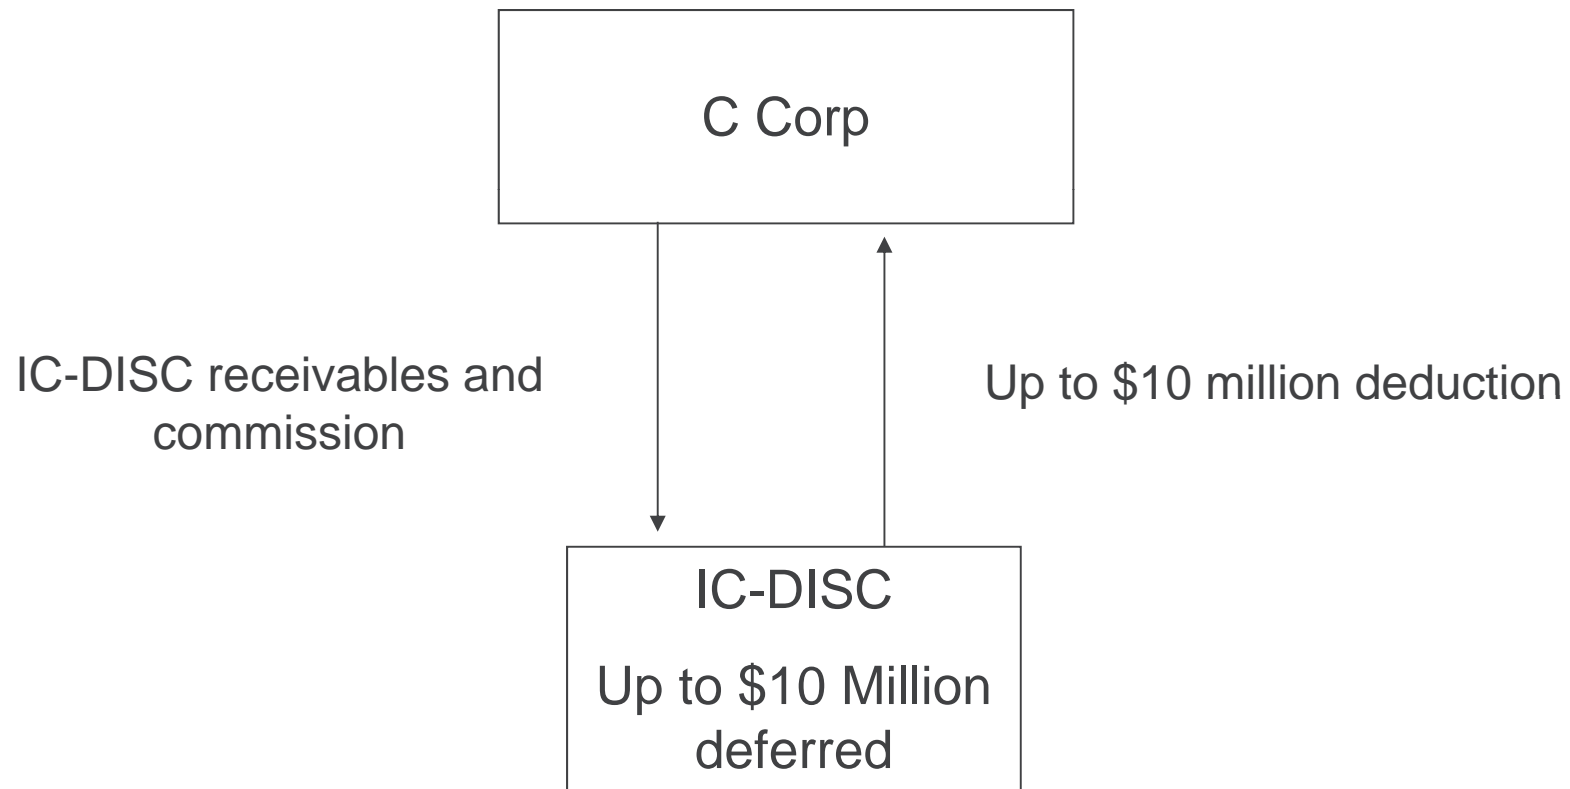 C Corp
IC-DISC receivables and
commission
Up to $10 million deduction
IC-DISC
Up to $10 Million
deferred